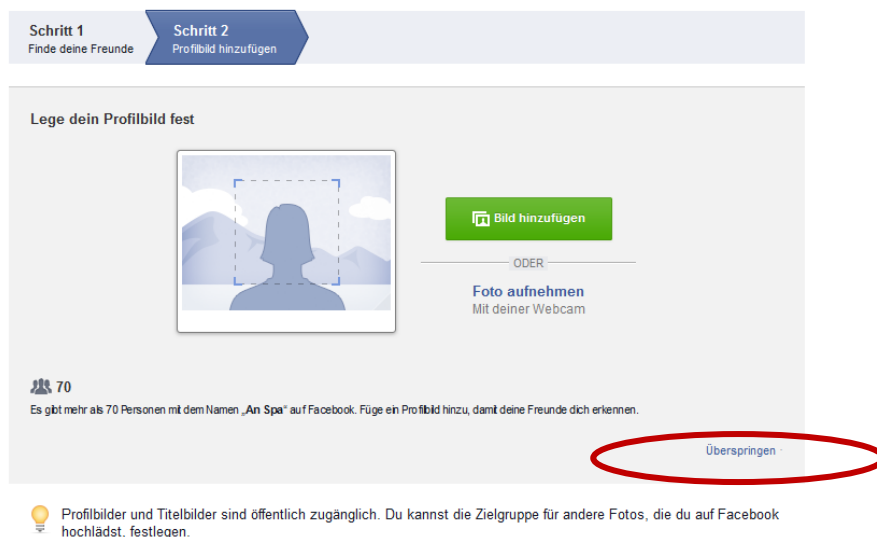 Schritt 1
Finde deine Freunde
Schritt 2
Profilbild hinzufügen
Lege dein Profilbild fest
Bild hinzufügen
ODER
Foto aufnehmen
Mit deiner Webcam
70
Es gibt mehr als 70 Personen mit dem Namen „An Spa“ auf Facebook. Füge ein Profilbild hinzu, damit deine Freunde dich erkennen.
Überspringen ·
Profilbilder und Titelbilder sind öffentlich zugänglich. Du kannst die Zielgruppe für andere Fotos, die du auf Facebook
hochlädst, festlegen.